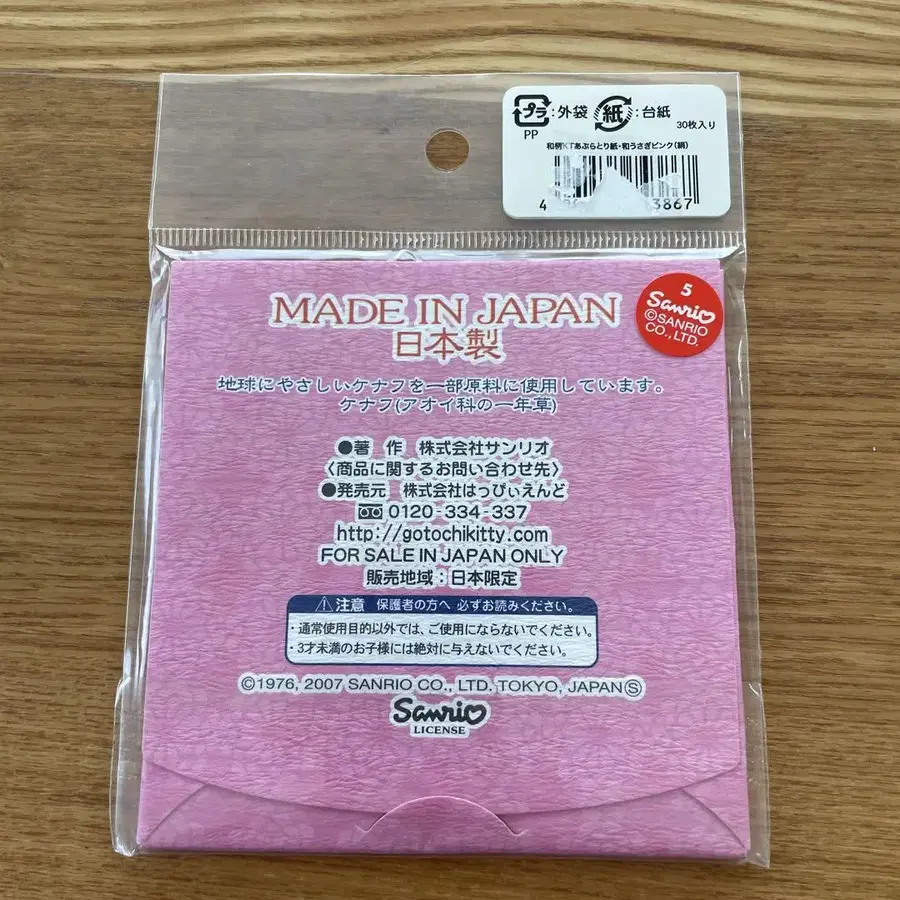 プラ:外袋 紙:台紙
PP
30枚入り
和柄KTあぶらとり紙・和うさぎピンク(絹)
4 3867
MADE IN JAPAN
日本製
5
Sanrio
©SANRIO
CO., LTD.
地球にやさしいケナフを一部原料に使用しています。
ケナフ(アオイ科の一年草)
●著 作 株式会社サンリオ
〈商品に関するお問い合わせ先〉
●発売元 株式会社はっぴぃえんど
0120-334-337
http://gotochikitty.com
FOR SALE IN JAPAN ONLY
販売地域:日本限定
注意 保護者の方へ 必ずお読みください。
・通常使用目的以外では、ご使用にならないでください。
・3才未満のお子様には絶対に与えないでください。
©1976, 2007 SANRIO CO., LTD. TOKYO, JAPAN Ⓢ
Sanrio
LICENSE